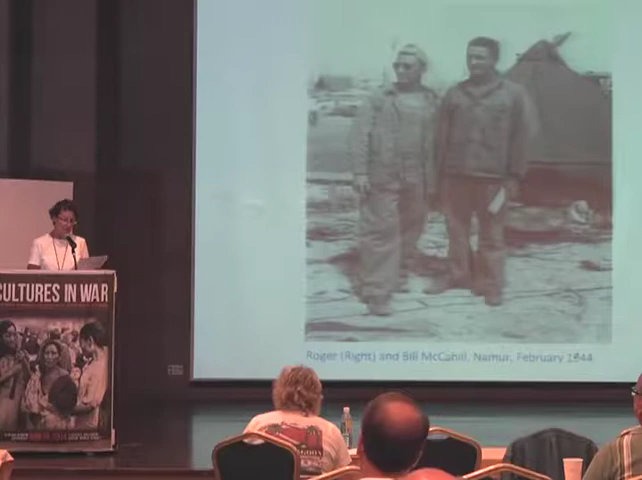 Roger (Right) and Bill McCahill, Namur, February 1944
CULTURES IN WAR